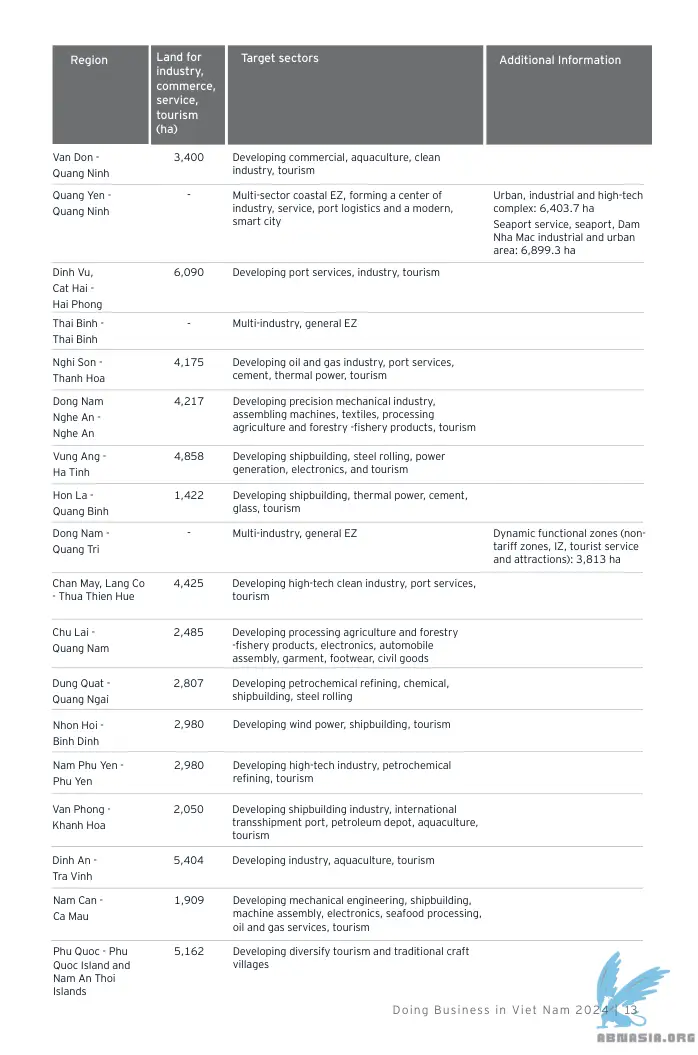 Region
Land for
industry,
commerce,
service,
tourism
(ha)
Target sectors
Additional Information
Van Don -
Quang Ninh
3,400
Developing commercial, aquaculture, clean
industry, tourism
Quang Yen -
Quang Ninh
-
Multi-sector coastal EZ, forming a center of
industry, service, port logistics and a modern,
smart city
Urban, industrial and high-tech
complex: 6,403.7 ha
Seaport service, seaport, Dam
Nha Mac industrial and urban
area: 6,899.3 ha
Dinh Vu,
Cat Hai -
Hai Phong
6,090
Developing port services, industry, tourism
Thai Binh -
Thai Binh
-
Multi-industry, general EZ
Nghi Son -
Thanh Hoa
4,175
Developing oil and gas industry, port services,
cement, thermal power, tourism
Dong Nam
Nghe An -
Nghe An
4,217
Developing precision mechanical industry,
assembling machines, textiles, processing
agriculture and forestry -fishery products, tourism
Vung Ang -
Ha Tinh
4,858
Developing shipbuilding, steel rolling, power
generation, electronics, and tourism
Hon La -
Quang Binh
1,422
Developing shipbuilding, thermal power, cement,
glass, tourism
Dong Nam -
Quang Tri
-
Multi-industry, general EZ
Dynamic functional zones (non-
tariff zones, IZ, tourist service
and attractions): 3,813 ha
Chan May, Lang Co
- Thua Thien Hue
4,425
Developing high-tech clean industry, port services,
tourism
Chu Lai -
Quang Nam
2,485
Developing processing agriculture and forestry
-fishery products, electronics, automobile
assembly, garment, footwear, civil goods
Dung Quat -
Quang Ngai
2,807
Developing petrochemical refining, chemical,
shipbuilding, steel rolling
Nhon Hoi -
Binh Dinh
2,980
Developing wind power, shipbuilding, tourism
Nam Phu Yen -
Phu Yen
2,980
Developing high-tech industry, petrochemical
refining, tourism
Van Phong -
Khanh Hoa
2,050
Developing shipbuilding industry, international
transshipment port, petroleum depot, aquaculture,
tourism
Dinh An -
Tra Vinh
5,404
Developing industry, aquaculture, tourism
Nam Can -
Ca Mau
1,909
Developing mechanical engineering, shipbuilding,
machine assembly, electronics, seafood processing,
oil and gas services, tourism
Phu Quoc - Phu
Quoc Island and
Nam An Thoi
Islands
5,162
Developing diversify tourism and traditional craft
villages
Doing Business in Viet Nam 2024 | 13
ABMASIA.ORG